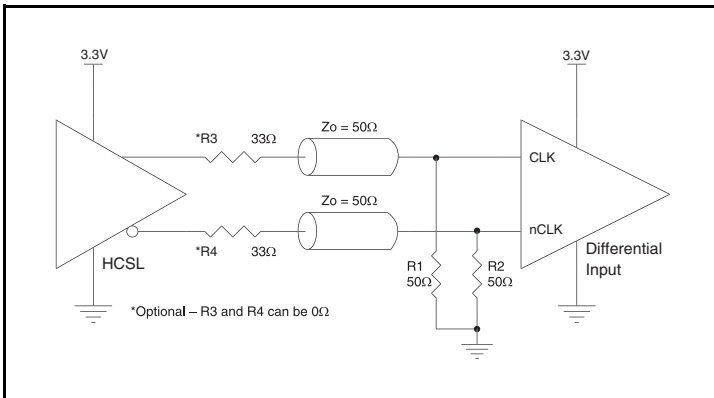 3.3V
3.3V
*R3 33Ω
Zo = 50Ω
CLK
Zo = 50Ω
nCLK
*R4 33Ω
HCSL
R1
50Ω
R2
50Ω
Differential
Input
*Optional – R3 and R4 can be 0Ω